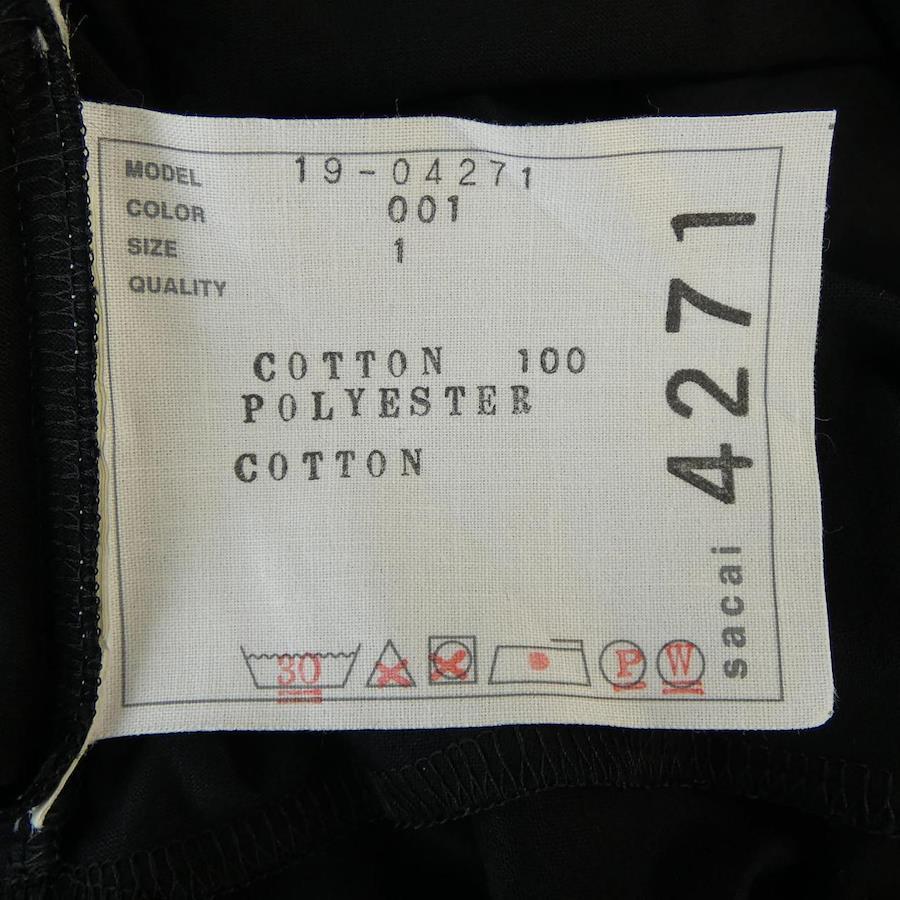 MODEL 19-04271
COLOR 001
SIZE 1
QUALITY
COTTON 100
POLYESTER
COTTON
30
P
W
sacai 4271